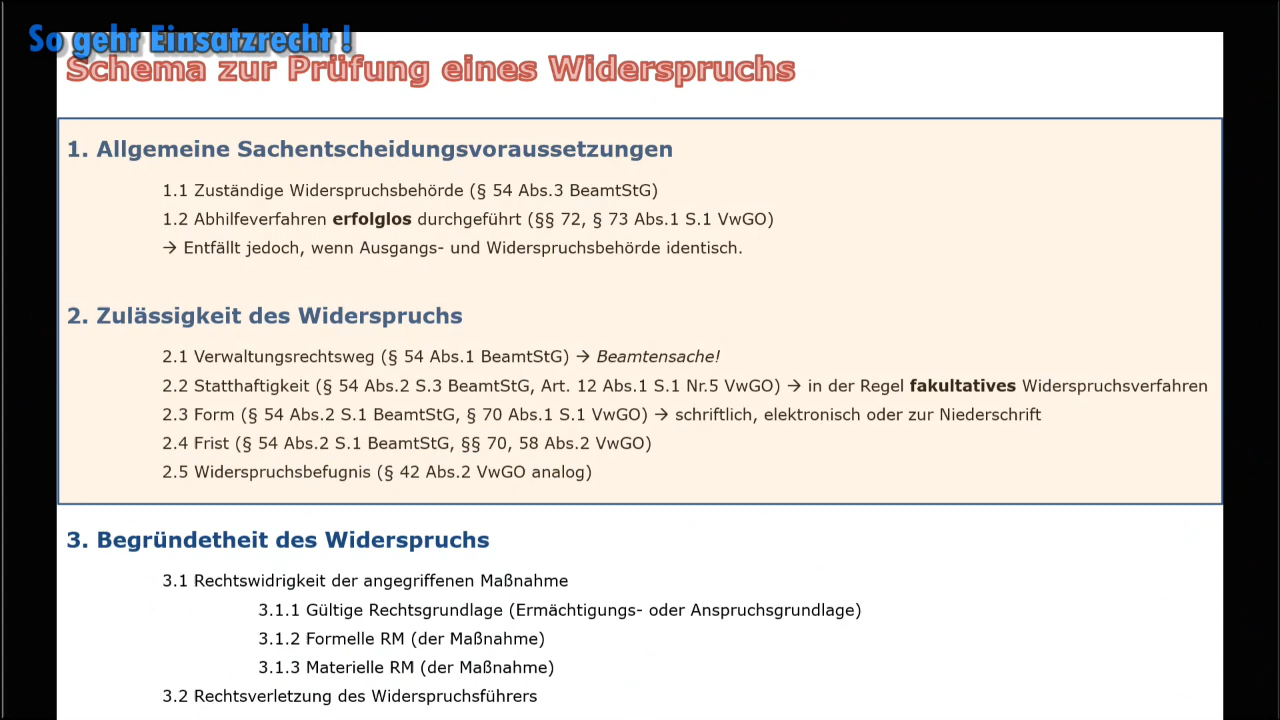 So geht Einsatzrecht !
Schema zur Prüfung eines Widerspruchs
1. Allgemeine Sachentscheidungsvoraussetzungen
1.1 Zuständige Widerspruchsbehörde (§ 54 Abs.3 BeamtStG)
1.2 Abhilfeverfahren erfolglos durchgeführt (§§ 72, § 73 Abs.1 S.1 VwGO)
→ Entfällt jedoch, wenn Ausgangs- und Widerspruchsbehörde identisch.
2. Zulässigkeit des Widerspruchs
2.1 Verwaltungsrechtsweg (§ 54 Abs.1 BeamtStG) → Beamtensache!
2.2 Statthaftigkeit (§ 54 Abs.2 S.3 BeamtStG, Art. 12 Abs.1 S.1 Nr.5 VwGO) → in der Regel fakultatives Widerspruchsverfahren
2.3 Form (§ 54 Abs.2 S.1 BeamtStG, § 70 Abs.1 S.1 VwGO) → schriftlich, elektronisch oder zur Niederschrift
2.4 Frist (§ 54 Abs.2 S.1 BeamtStG, §§ 70, 58 Abs.2 VwGO)
2.5 Widerspruchsbefugnis (§ 42 Abs.2 VwGO analog)
3. Begründetheit des Widerspruchs
3.1 Rechtswidrigkeit der angegriffenen Maßnahme
3.1.1 Gültige Rechtsgrundlage (Ermächtigungs- oder Anspruchsgrundlage)
3.1.2 Formelle RM (der Maßnahme)
3.1.3 Materielle RM (der Maßnahme)
3.2 Rechtsverletzung des Widerspruchsführers